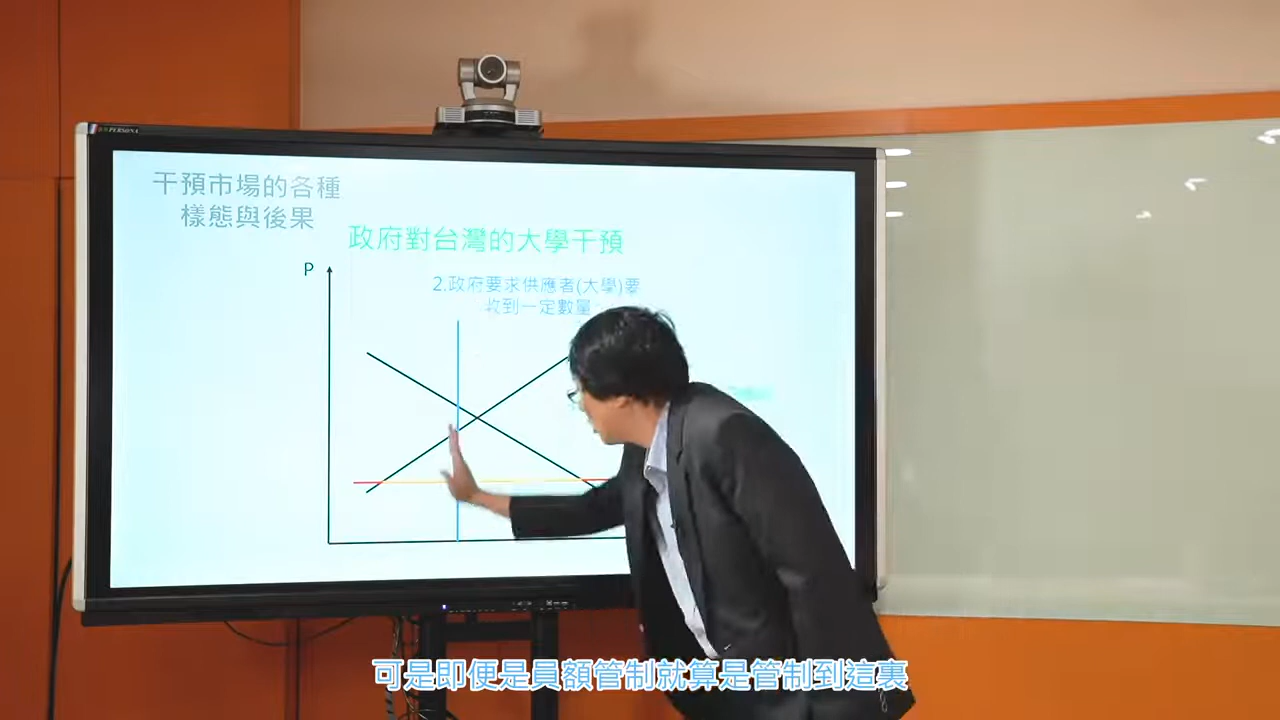 PERSONA
干預市場的各種
樣態與後果
政府對台灣的大學干預
P
2.政府要求供應者(大學)要
收到一定數量
可是即便是員額管制就算是管制到這裏